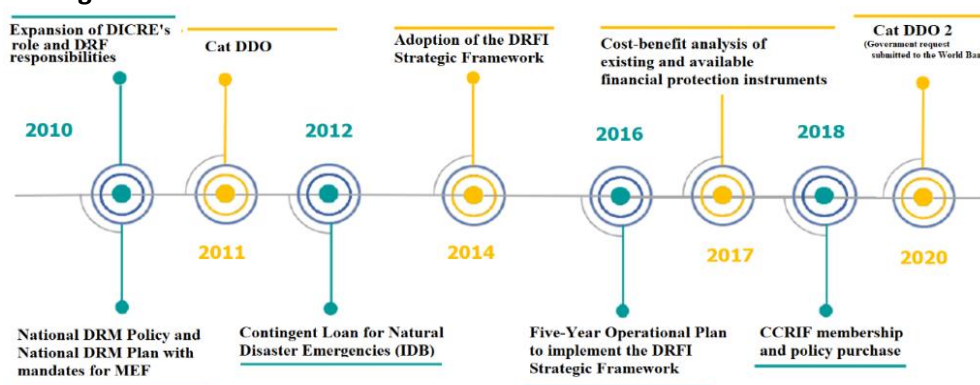 Expansion of DICRE's
role and DRF
responsibilities
Cat DDO
Adoption of the DRFI
Strategic Framework
Cost-benefit analysis of
existing and available
financial protection instruments
Cat DDO 2
(Government request
submitted to the World Ban
2010
2012
2016
2018
2011
2014
2017
2020
National DRM Policy and
National DRM Plan with
mandates for MEF
Contingent Loan for Natural
Disaster Emergencies (IDB)
Five-Year Operational Plan
to implement the DRFI
Strategic Framework
CCRIF membership
and policy purchase